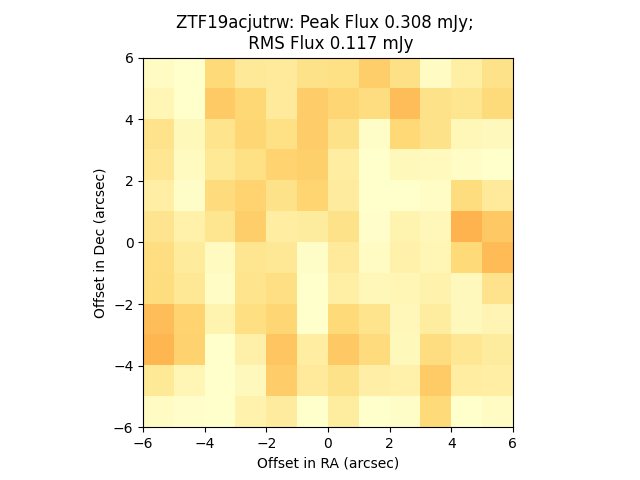 ZTF19acjutrw: Peak Flux 0.308 mJy;
RMS Flux 0.117 mJy
6
4
2
0
−2
−4
−6
Offset in Dec (arcsec)
−6 −4 −2 0 2 4 6
Offset in RA (arcsec)